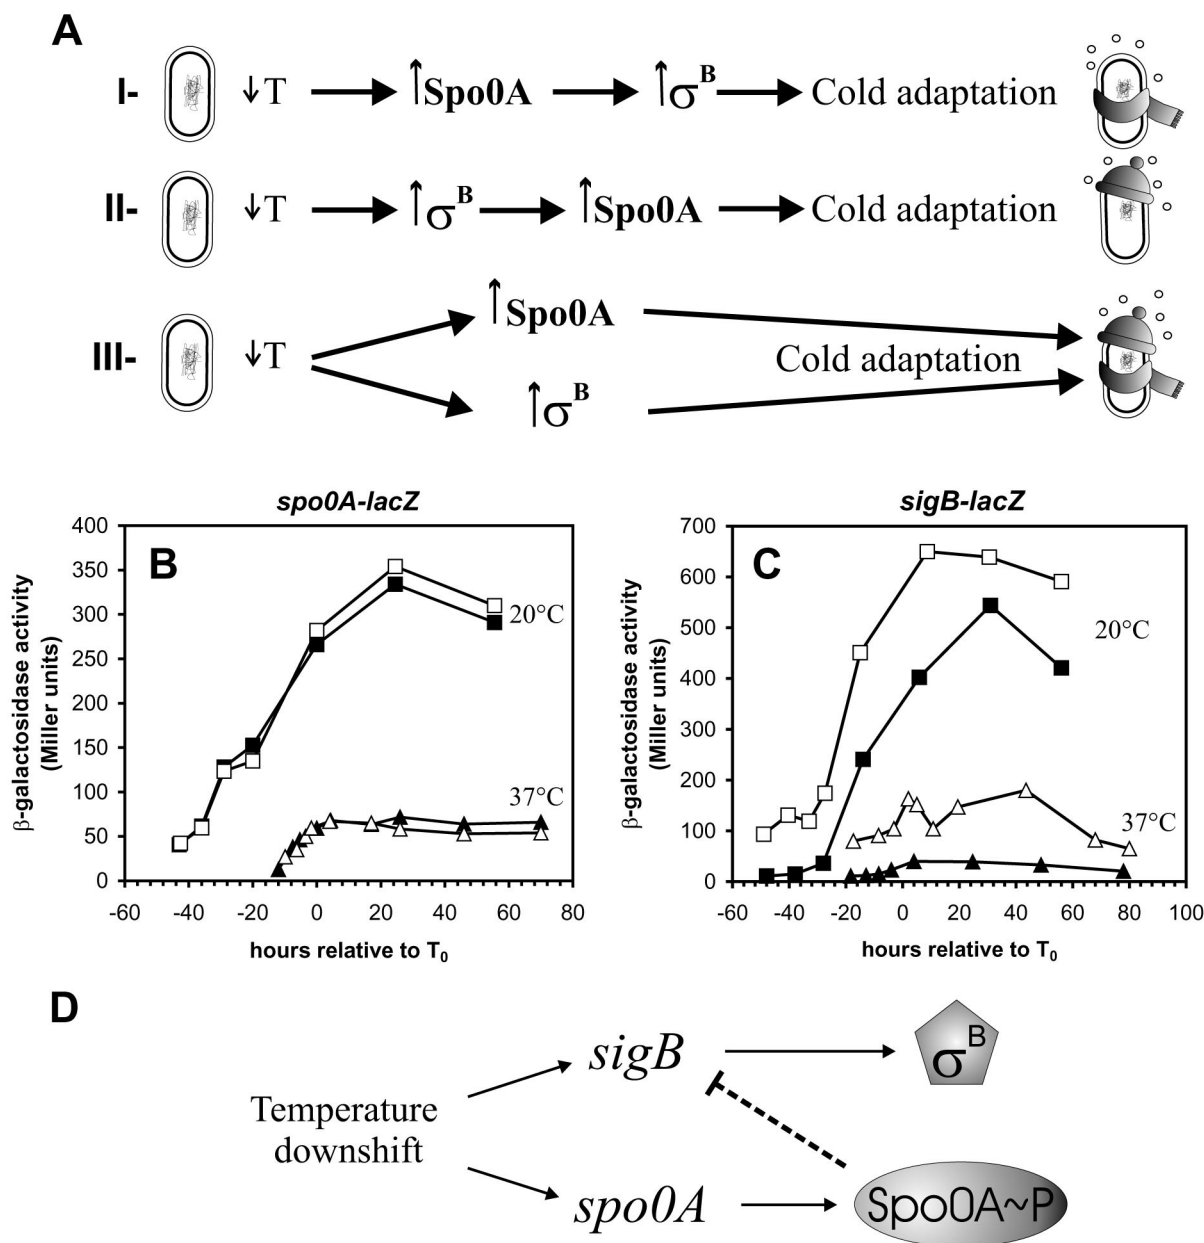 A
I- ↓T ↑Spo0A ↑σᴮ Cold adaptation
II- ↓T ↑σᴮ ↑Spo0A Cold adaptation
↑Spo0A
III- ↓T Cold adaptation
↑σᴮ
spo0A-lacZ
B
β-galactosidase activity
(Miller units)
400
350
300
250
200
150
100
50
0
20°C
37°C
-60 -40 -20 0 20 40 60 80
hours relative to T₀
sigB-lacZ
C
β-galactosidase activity
(Miller units)
700
600
500
400
300
200
100
0
20°C
37°C
-60 -40 -20 0 20 40 60 80 100
hours relative to T₀
D
sigB σᴮ
Temperature
downshift
spo0A Spo0A~P